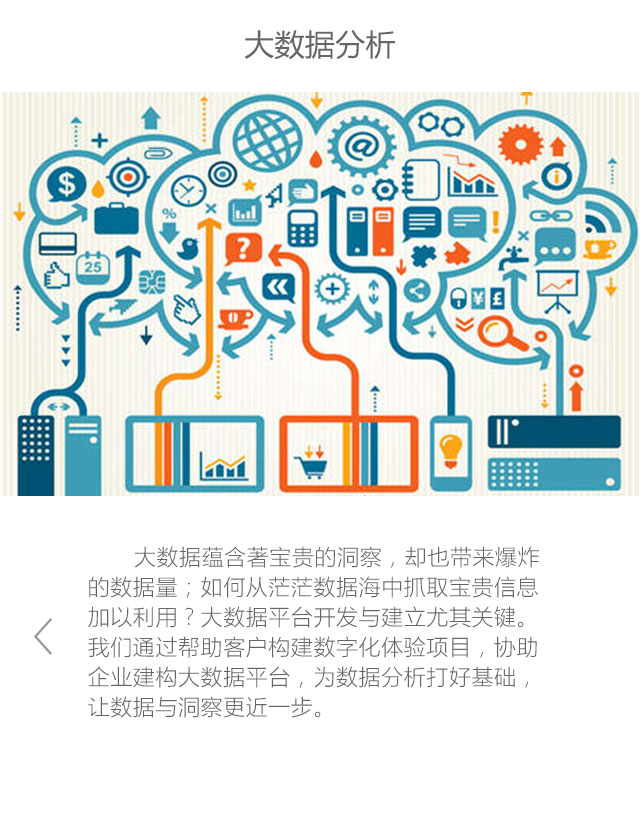 大数据分析
$
%
25
@
?
!
i
¥
£
大数据蕴含著宝贵的洞察，却也带来爆炸
的数据量；如何从茫茫数据海中抓取宝贵信息
加以利用？大数据平台开发与建立尤其关键。
我们通过帮助客户构建数字化体验项目，协助
企业建构大数据平台，为数据分析打好基础，
让数据与洞察更近一步。